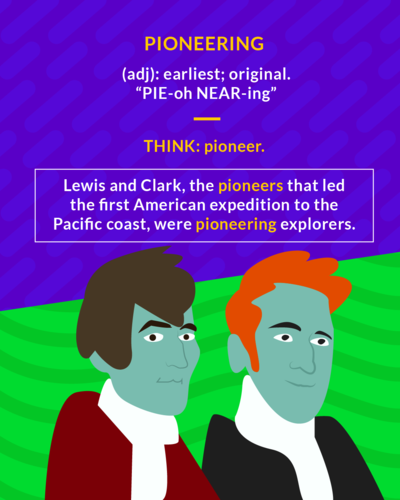 PIONEERING
(adj): earliest; original.
“PIE-oh NEAR-ing”
THINK: pioneer.
Lewis and Clark, the pioneers that led
the first American expedition to the
Pacific coast, were pioneering explorers.